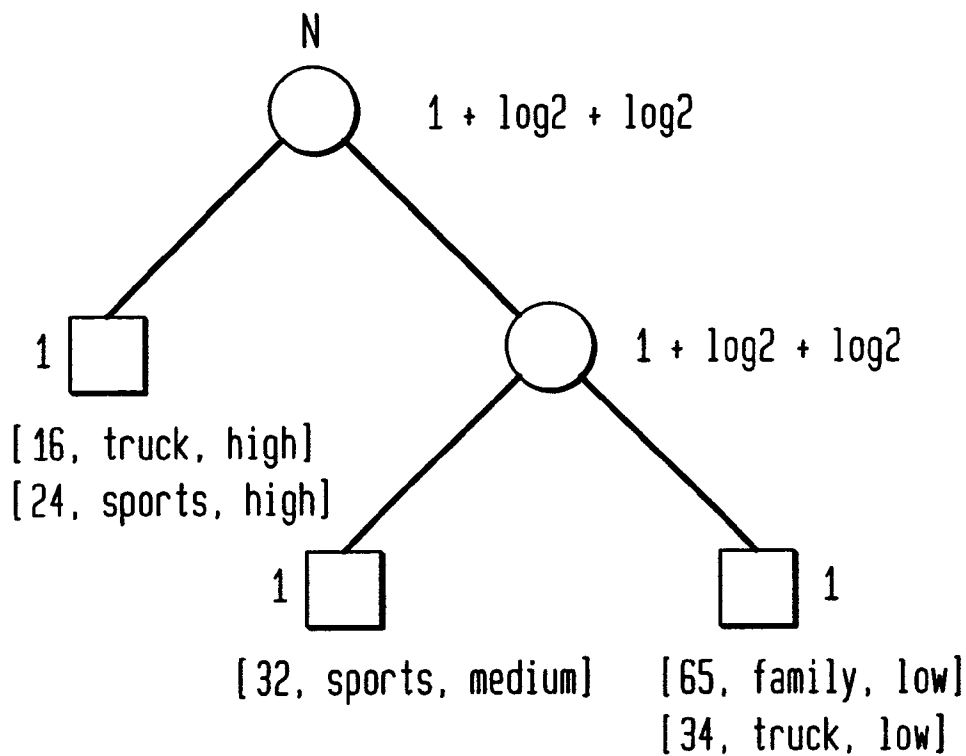 N
1 + log2 + log2
1
1 + log2 + log2
[16, truck, high]
[24, sports, high]
1
1
[32, sports, medium]
[65, family, low]
[34, truck, low]